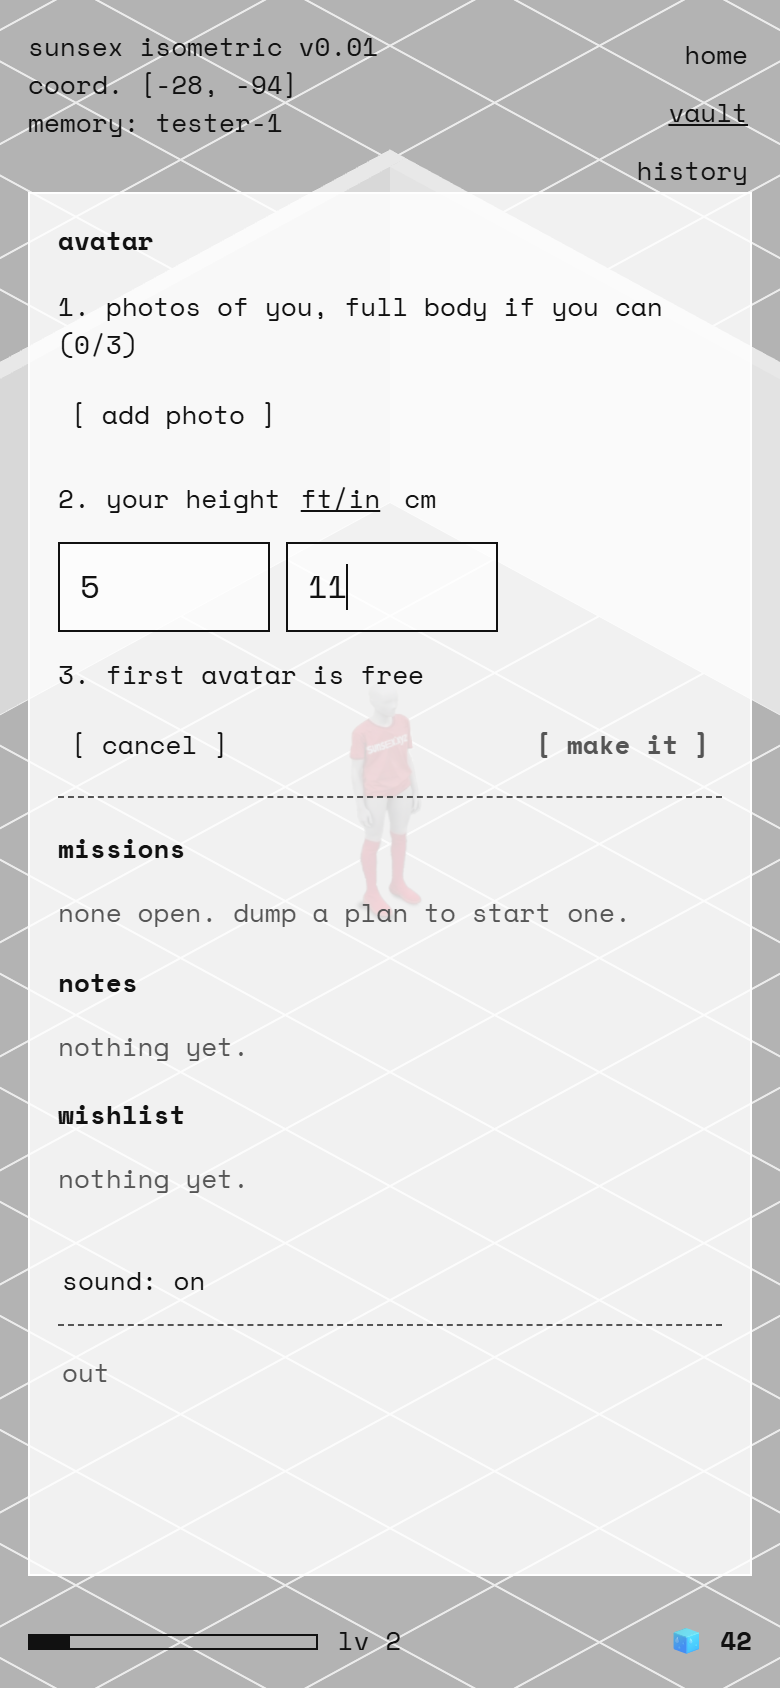 sunsex isometric v0.01
coord. [-28, -94]
memory: tester-1
home
vault
history
avatar
1. photos of you, full body if you can
(0/3)
[ add photo ]
2. your height ft/in cm
5 11
3. first avatar is free
[ cancel ] [ make it ]
missions
none open. dump a plan to start one.
notes
nothing yet.
wishlist
nothing yet.
sound: on
out
lv 2
42